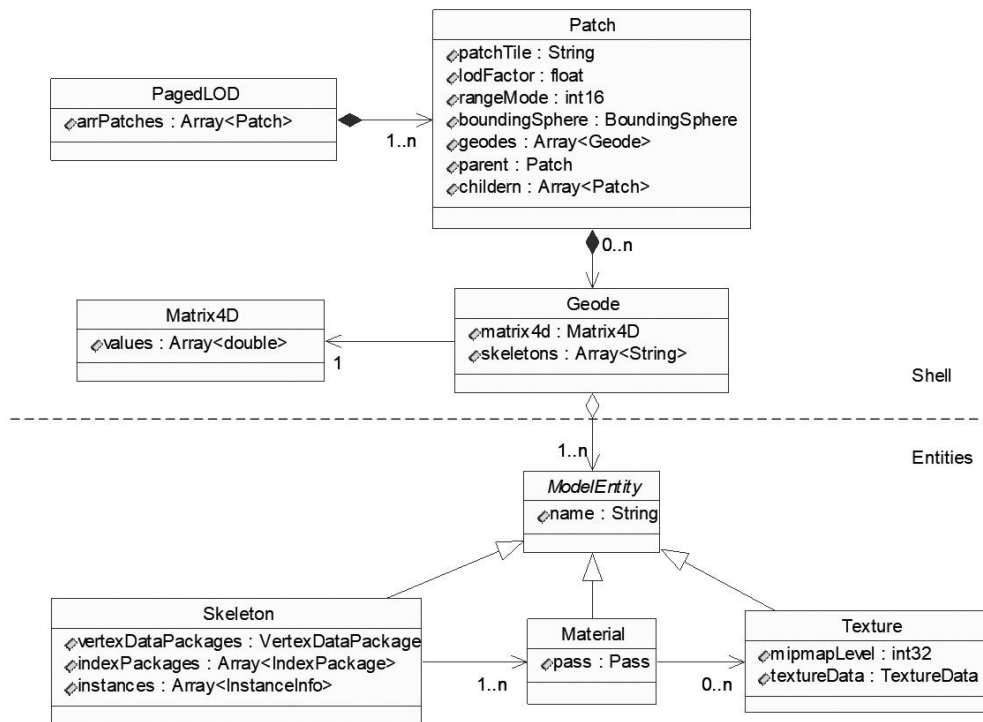 Patch
patchTile : String
lodFactor : float
rangeMode : int16
boundingSphere : BoundingSphere
geodes : Array<Geode>
parent : Patch
childern : Array<Patch>
PagedLOD
arrPatches : Array<Patch>
1..n
0..n
Matrix4D
values : Array<double>
1
Geode
matrix4d : Matrix4D
skeletons : Array<String>
Shell
Entities
1..n
ModelEntity
name : String
Skeleton
vertexDataPackages : VertexDataPackage
indexPackages : Array<IndexPackage>
instances : Array<InstanceInfo>
1..n
Material
pass : Pass
0..n
Texture
mipmapLevel : int32
textureData : TextureData